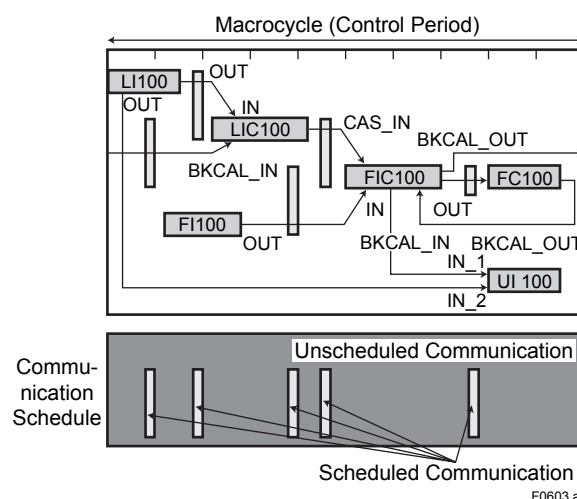 Macrocycle (Control Period)
LI100
OUT
OUT
IN
LIC100
CAS_IN
BKCAL_OUT
BKCAL_IN
FIC100
FC100
FI100
OUT
IN
OUT
BKCAL_IN
BKCAL_OUT
IN_1
UI 100
IN_2
Unscheduled Communication
Commu-
nication
Schedule
Scheduled Communication